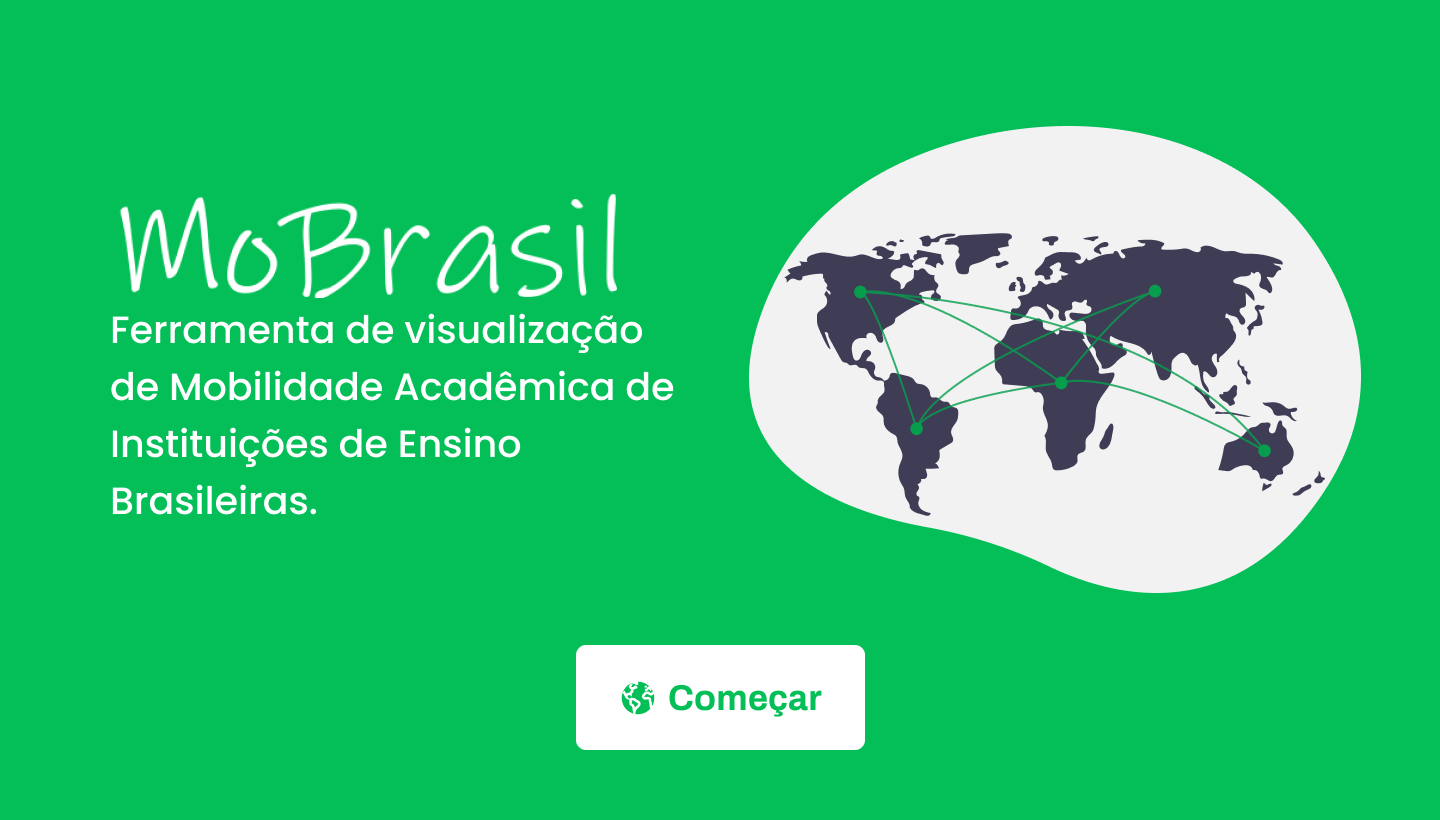 MoBrasil
Ferramenta de visualização
de Mobilidade Acadêmica de
Instituições de Ensino
Brasileiras.
Começar